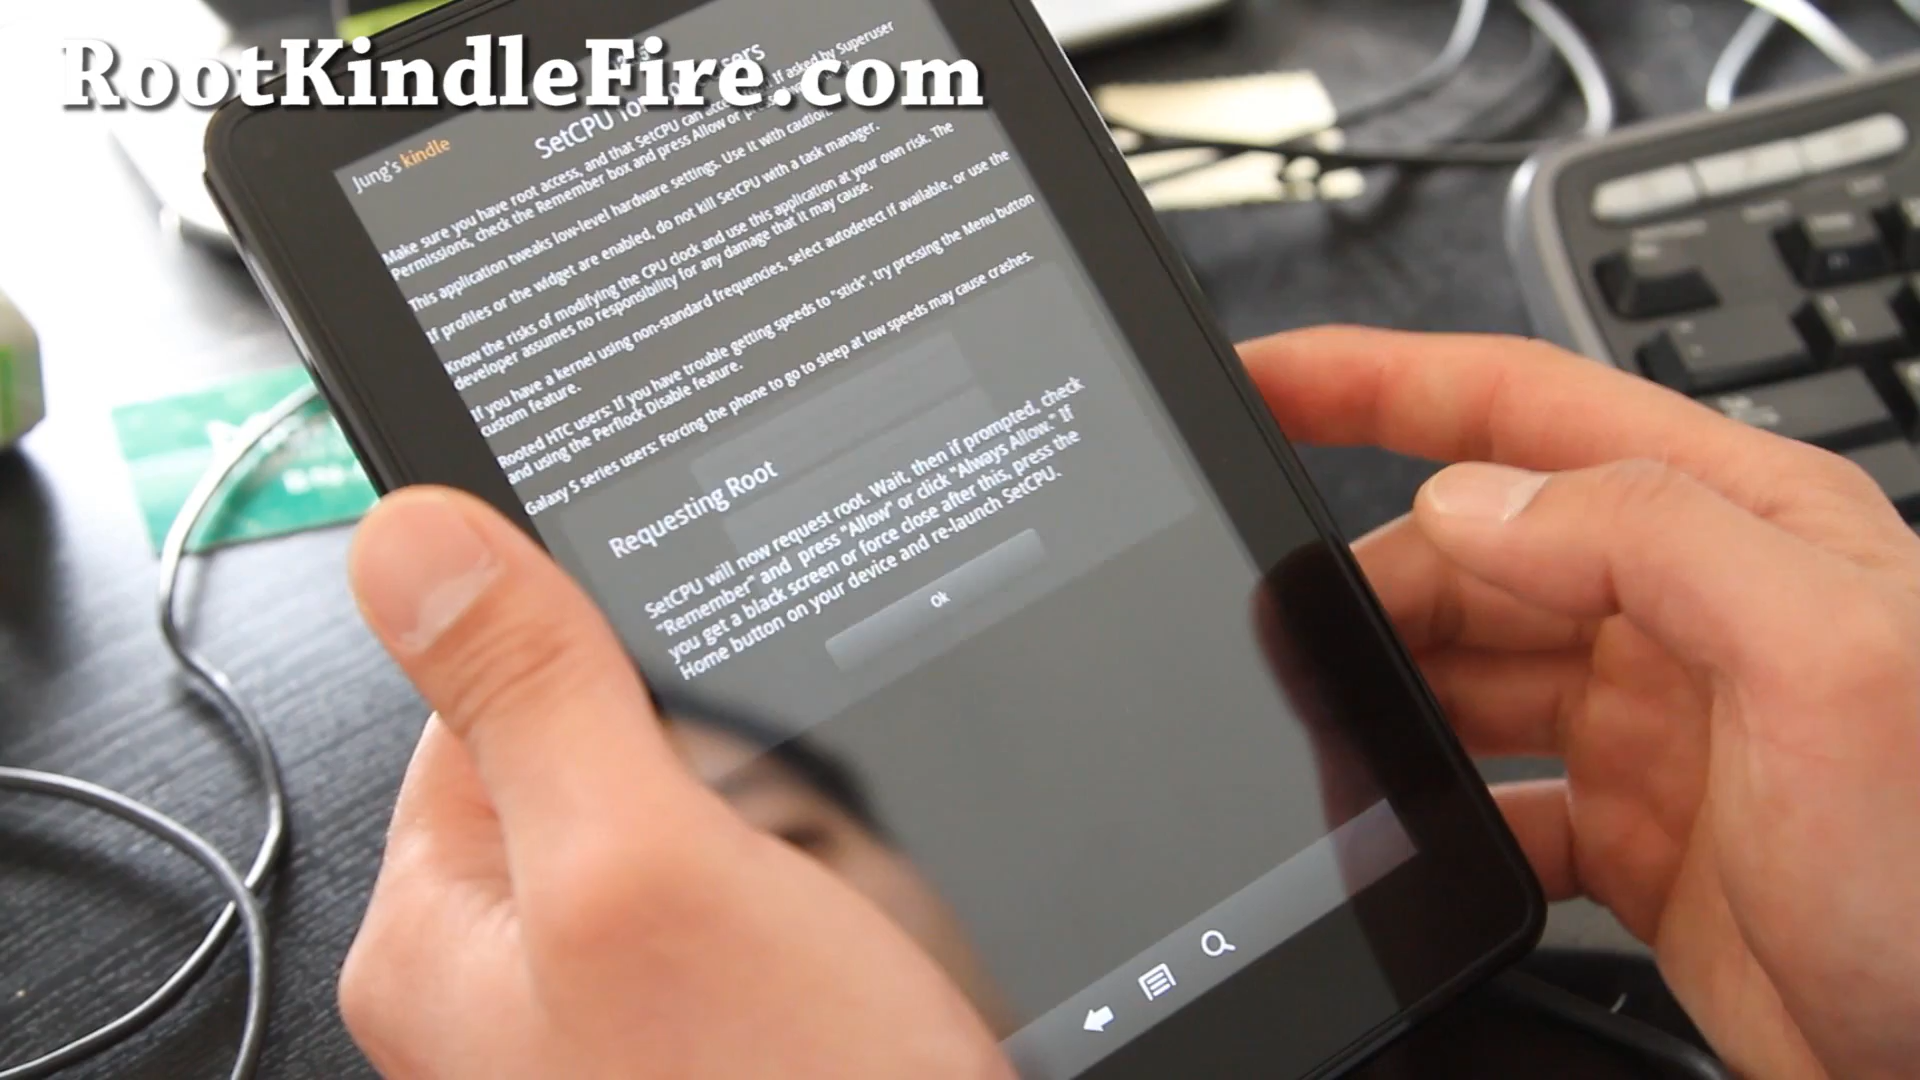 RootKindleFire.com
Jung's kindle
SetCPU for
Make sure you have root access, and that SetCPU can If asked by Superuser
Permissions, check the Remember box and press Allow or
This application tweaks low-level hardware settings. Use it with caution.
If profiles or the widget are enabled, do not kill SetCPU with a task manager.
Know the risks of modifying the CPU clock and use this application at your own risk. The
developer assumes no responsibility for any damage that it may cause.
If you have a kernel using non-standard frequencies, select autodetect if available, or use the
custom feature.
Rooted HTC users: If you have trouble getting speeds to "stick", try pressing the Menu button
and using the Perflock Disable feature.
Galaxy S series users: Forcing the phone to go to sleep at low speeds may cause crashes.
Requesting Root
SetCPU will now request root. Wait, then if prompted, check
"Remember" and press "Allow" or click "Always Allow." If
you get a black screen or force close after this, press the
Home button on your device and re-launch SetCPU.
Ok